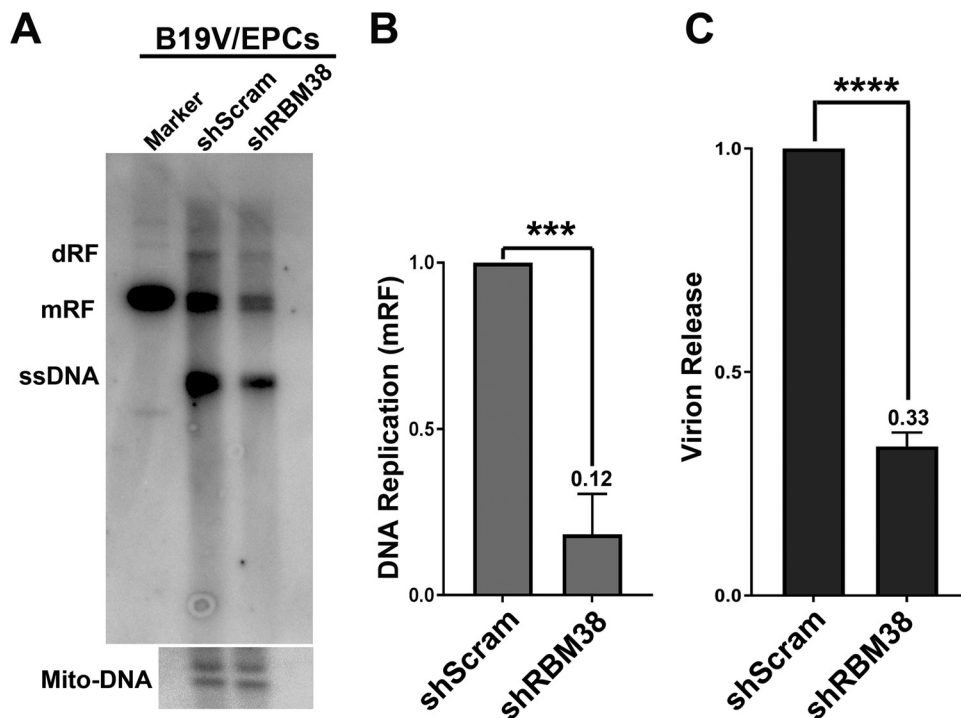 A
B19V/EPCs
Marker
shScram
shRBM38
dRF
mRF
ssDNA
Mito-DNA
B
DNA Replication (mRF)
1.0
0.5
0.0
***
0.12
shScram
shRBM38
C
Virion Release
1.0
0.5
0.0
****
0.33
shScram
shRBM38